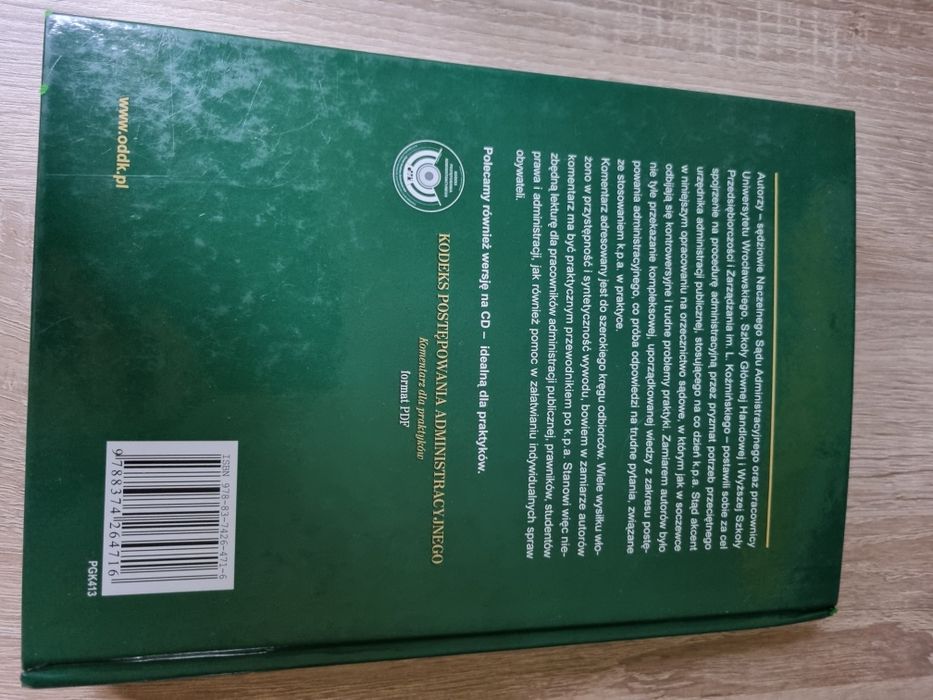 Autorzy – sędziowie Naczelnego Sądu Administracyjnego oraz pracownicy
Uniwersytetu Wrocławskiego, Szkoły Głównej Handlowej i Wyższej Szkoły
Przedsiębiorczości i Zarządzania im. L. Koźmińskiego – postawili sobie za cel
spojrzenie na procedurę administracyjną przez pryzmat potrzeb przeciętnego
urzędnika administracji publicznej, stosującego na co dzień k.p.a. Stąd akcent
w niniejszym opracowaniu na orzecznictwo sądowe, w którym jak w soczewce
odbijają się kontrowersyjne i trudne problemy praktyki. Zamiarem autorów było
nie tyle przekazanie kompleksowej, uporządkowanej wiedzy z zakresu postę-
powania administracyjnego, co próba odpowiedzi na trudne pytania, związane
ze stosowaniem k.p.a. w praktyce.
Komentarz adresowany jest do szerokiego kręgu odbiorców. Wiele wysiłku wło-
żono w przystępność i syntetyczność wywodu, bowiem w zamiarze autorów
komentarz ma być praktycznym przewodnikiem po k.p.a. Stanowi więc nie-
zbędną lekturę dla pracowników administracji publicznej, prawników, studentów
prawa i administracji, jak również pomoc w załatwianiu indywidualnych spraw
obywateli.
Polecamy również wersję na CD – idealną dla praktyków.
KODEKS POSTĘPOWANIA ADMINISTRACYJNEGO
Komentarz dla praktyków
format PDF
www.oddk.pl
ISBN 978-83-7426-471-6
9788374264716
PGK413